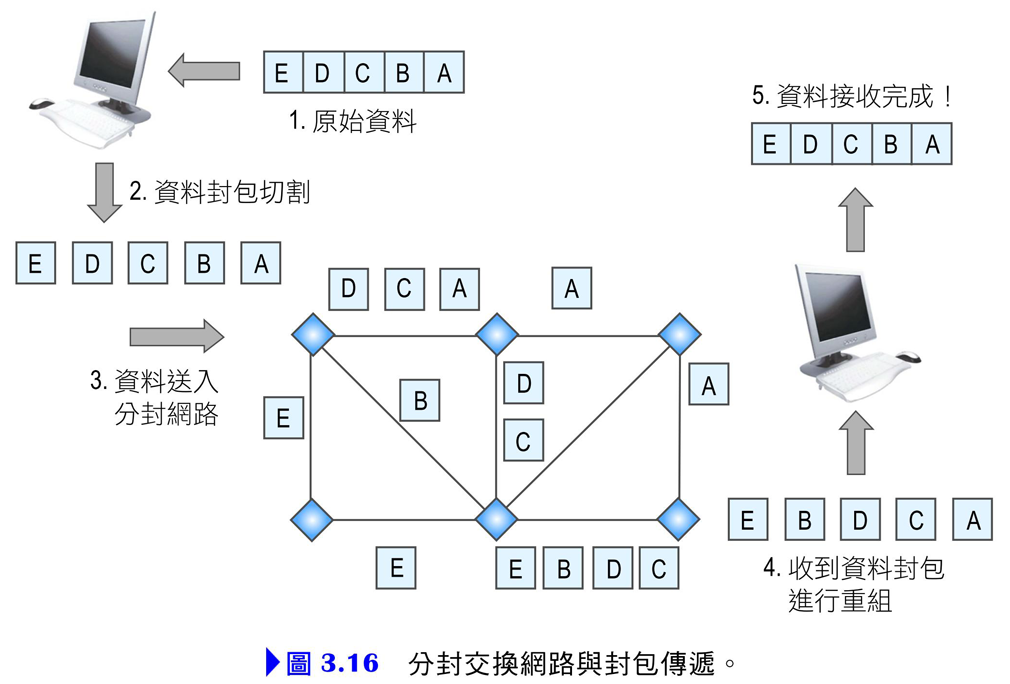 E D C B A
1. 原始資料
2. 資料封包切割
E D C B A
3. 資料送入
分封網路
D C A
A
E
B
D
C
A
E
E B D C
E B D C A
4. 收到資料封包
進行重組
5. 資料接收完成！
E D C B A
圖 3.16 分封交換網路與封包傳遞。